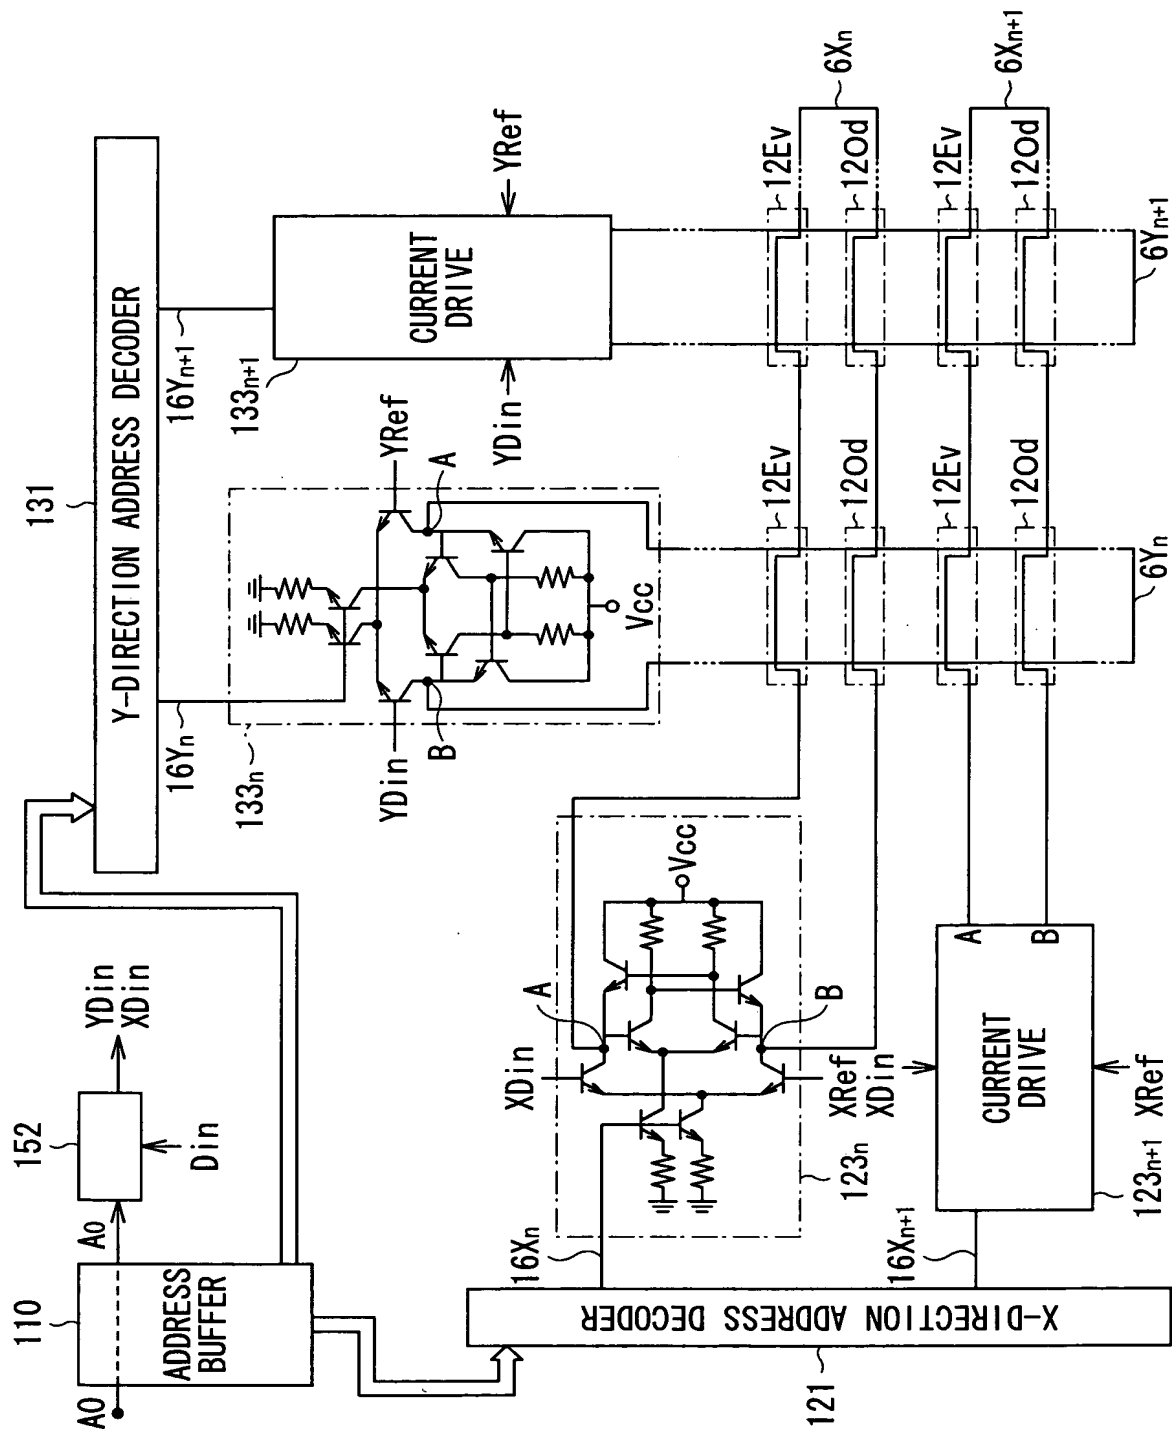 A0
110
ADDRESS
BUFFER
A0
152
Din
YDin
XDin
131
Y-DIRECTION ADDRESS DECODER
16Yn
16Yn+1
133n
YDin
YRef
A
B
Vcc
133n+1
CURRENT
DRIVE
YDin
YRef
121
X-DIRECTION ADDRESS DECODER
16Xn
16Xn+1
XDin
A
B
Vcc
XRef
123n
XDin
CURRENT
DRIVE
A
B
XRef
123n+1
12Ev
12Od
12Ev
12Od
6Yn
12Ev
12Od
12Ev
12Od
6Yn+1
6Xn
6Xn+1